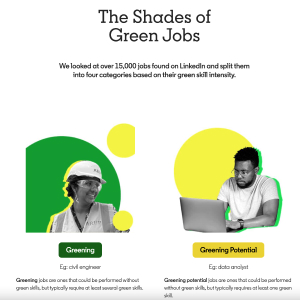 The Shades of
Green Jobs
We looked at over 15,000 jobs found on LinkedIn and split them
into four categories based on their green skill intensity.
Greening
Eg: civil engineer
Greening jobs are ones that could be performed without
green skills, but typically require at least several green skills.
Greening Potential
Eg: data analyst
Greening potential jobs are ones that could be performed
without green skills, but typically requires at least one green
skill.